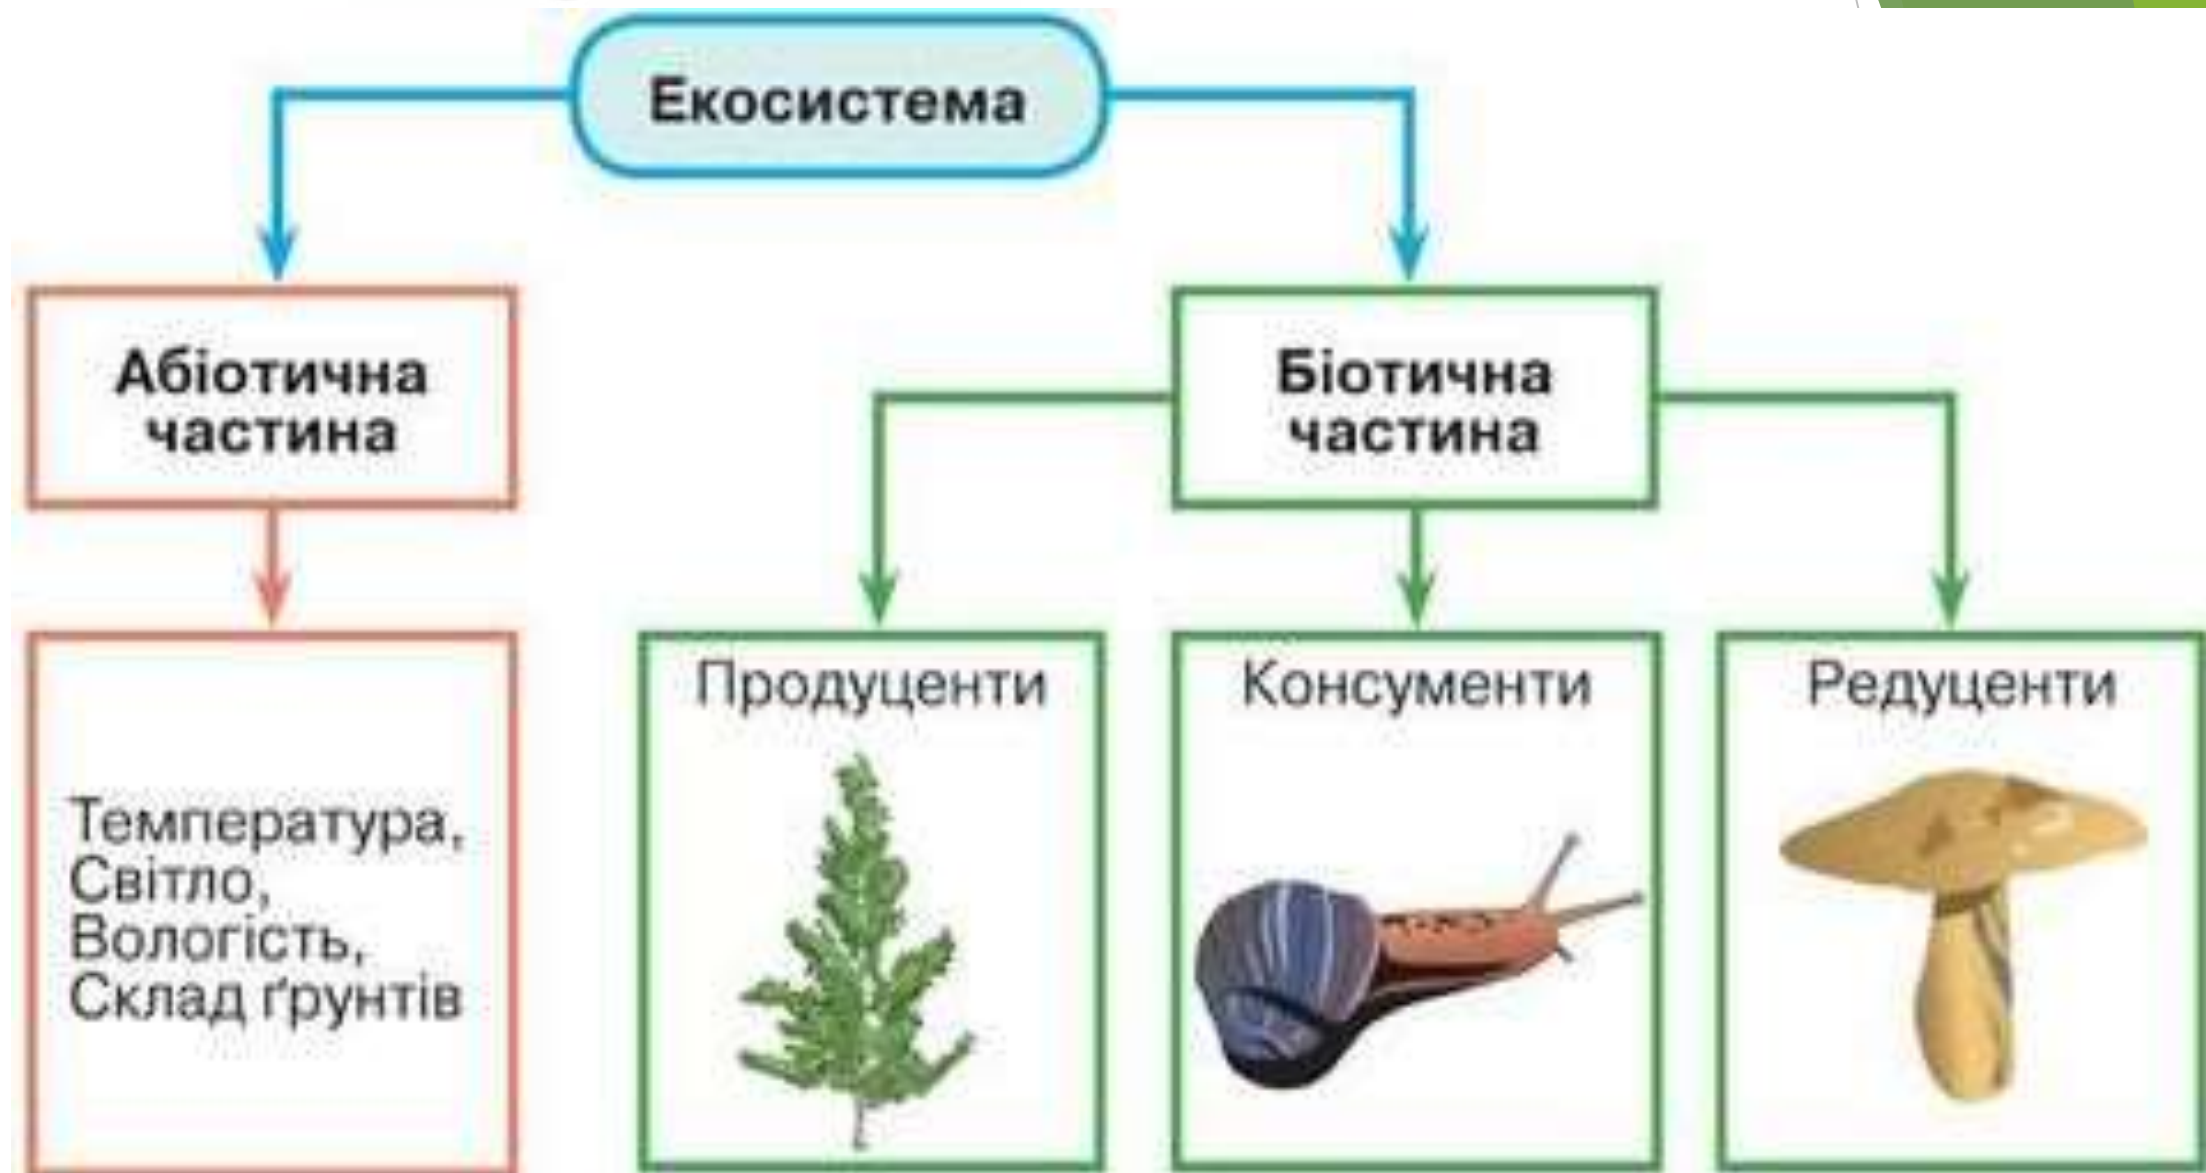 Екосистема
Абіотична
частина
Біотична
частина
Температура,
Світло,
Вологість,
Склад ґрунтів
Продуценти
Консументи
Редуценти